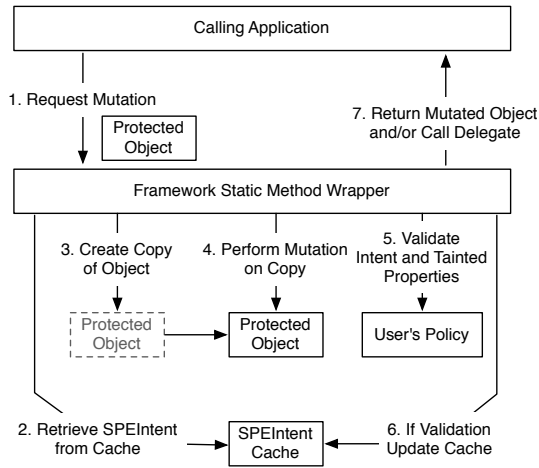 Calling Application
1. Request Mutation
Protected
Object
7. Return Mutated Object
and/or Call Delegate
Framework Static Method Wrapper
3. Create Copy
of Object
4. Perform Mutation
on Copy
5. Validate
Intent and Tainted
Properties
Protected
Object
Protected
Object
User's Policy
2. Retrieve SPEIntent
from Cache
SPEIntent
Cache
6. If Validation
Update Cache